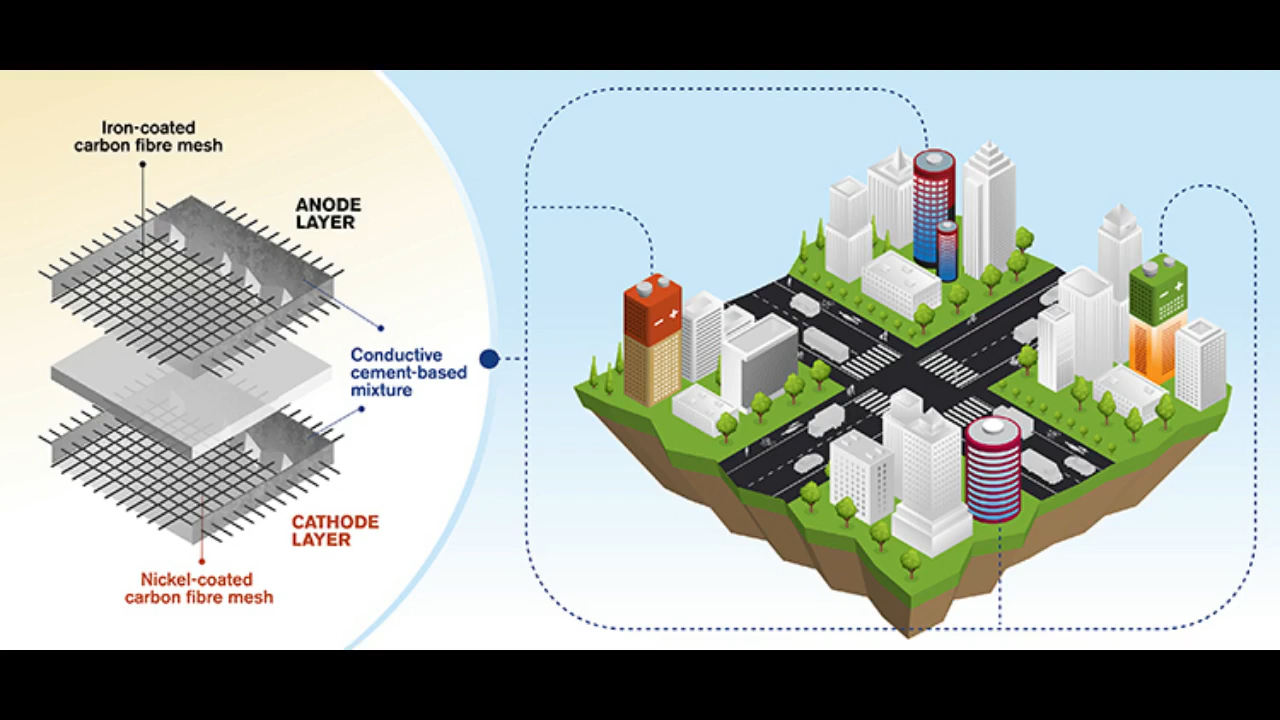 Iron-coated
carbon fibre mesh
ANODE
LAYER
Conductive
cement-based
mixture
CATHODE
LAYER
Nickel-coated
carbon fibre mesh
- +
- +